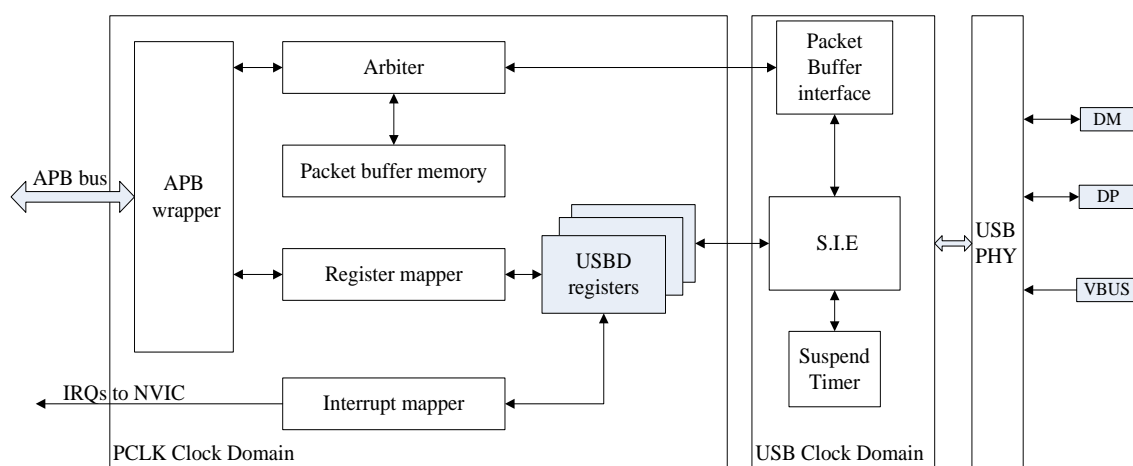 Arbiter
Packet
Buffer
interface
DM
APB bus
APB
wrapper
Packet buffer memory
DP
S.I.E
USB
PHY
USBD
registers
Register mapper
VBUS
Suspend
Timer
IRQs to NVIC
Interrupt mapper
PCLK Clock Domain
USB Clock Domain